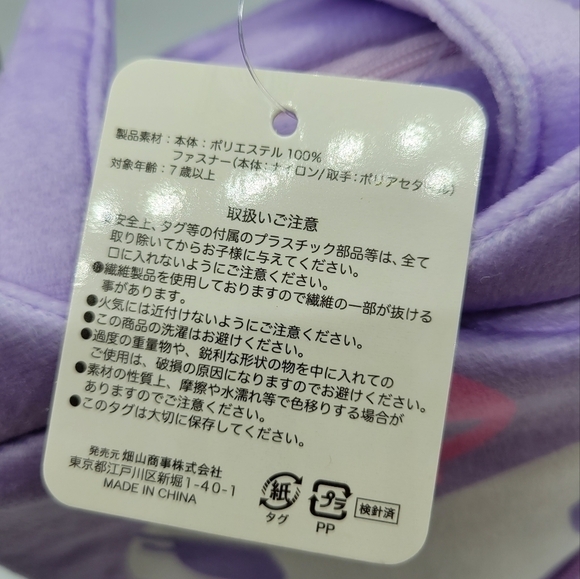 製品素材：本体：ポリエステル 100%
ファスナー（本体：ナイロン/取手：ポリアセタール）
対象年齢：7歳以上
取扱いご注意
●安全上、タグ等の付属のプラスチック部品等は、全て
取り除いてからお子様に与えてください。
口に入れないようにご注意ください。
●繊維製品を使用しておりますので繊維の一部が抜ける
事があります。
●火気には近付けないようにご注意ください。
●この商品の洗濯はお避けください。
●過度の重量物や、鋭利な形状の物を中に入れての
ご使用は、破損の原因になりますのでお避けください。
●素材の性質上、摩擦や水濡れ等で色移りする場合が
ありますのでご注意ください。
●このタグは大切に保存してください。
発売元 畑山商事株式会社
東京都江戸川区新堀1-40-1
MADE IN CHINA
紙
タグ
プラ
PP
検針済